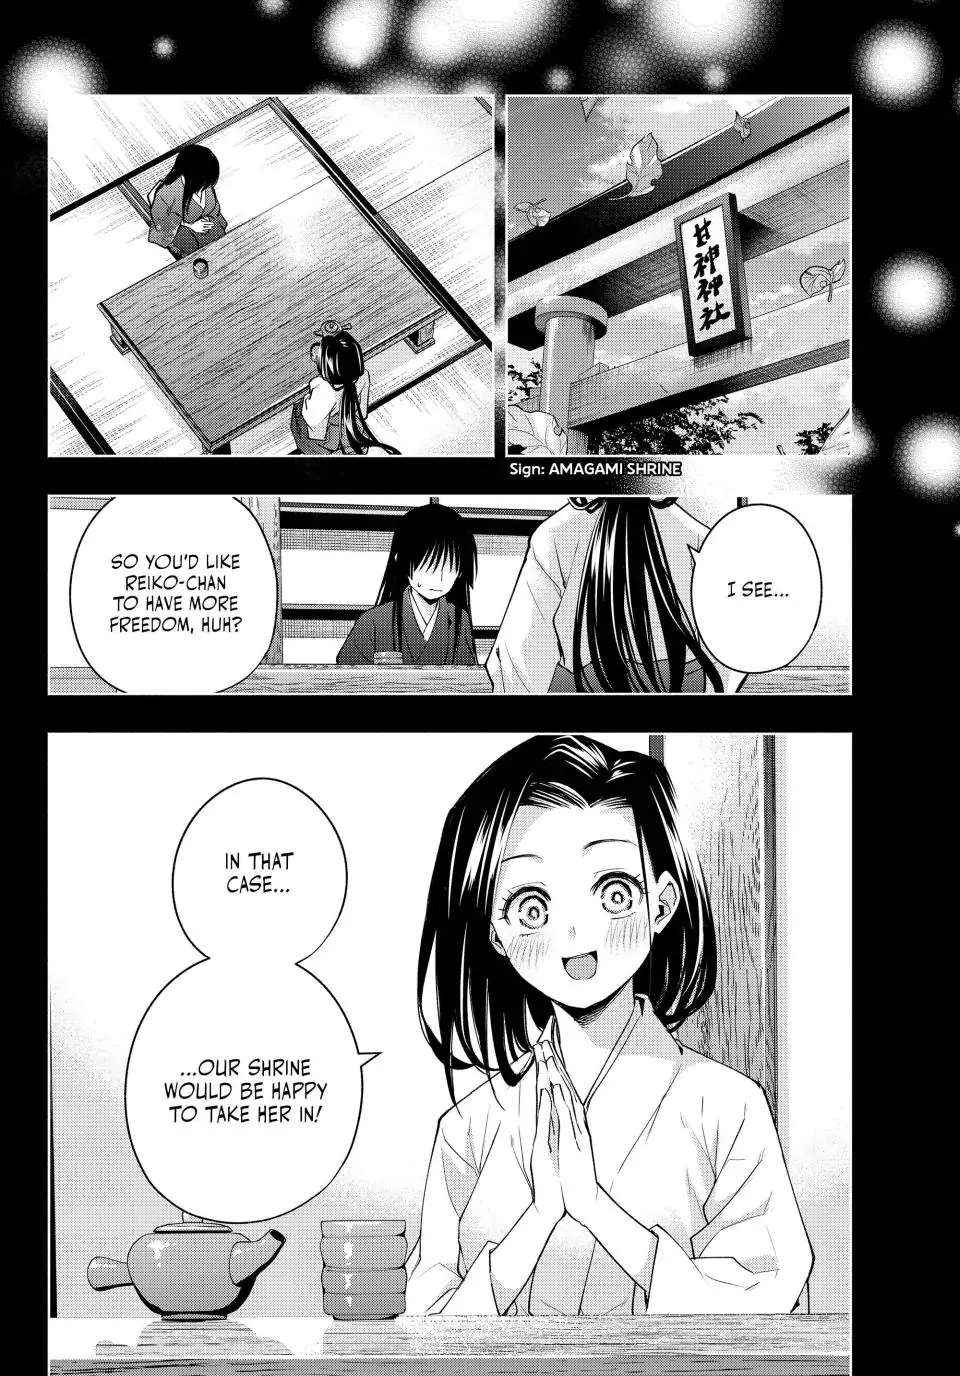 甘神神社
Sign: AMAGAMI SHRINE
I SEE...
SO YOU'D LIKE
REIKO-CHAN
TO HAVE MORE
FREEDOM, HUH?
IN THAT
CASE...
...OUR SHRINE
WOULD BE HAPPY
TO TAKE HER IN!